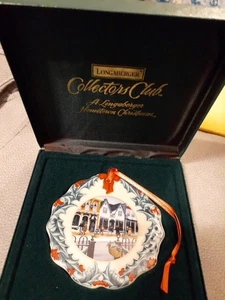 LONGABERGER
Collectors Club
A Longaberger
Hometown Christmas